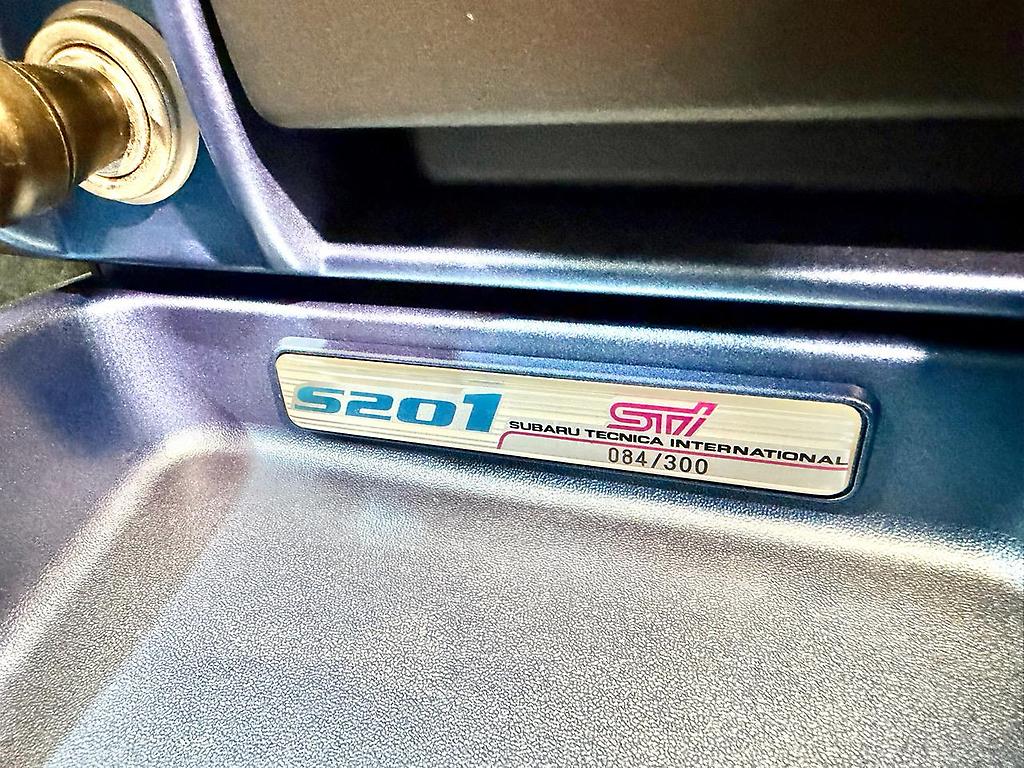 S201
STi
SUBARU TECNICA INTERNATIONAL
084/300